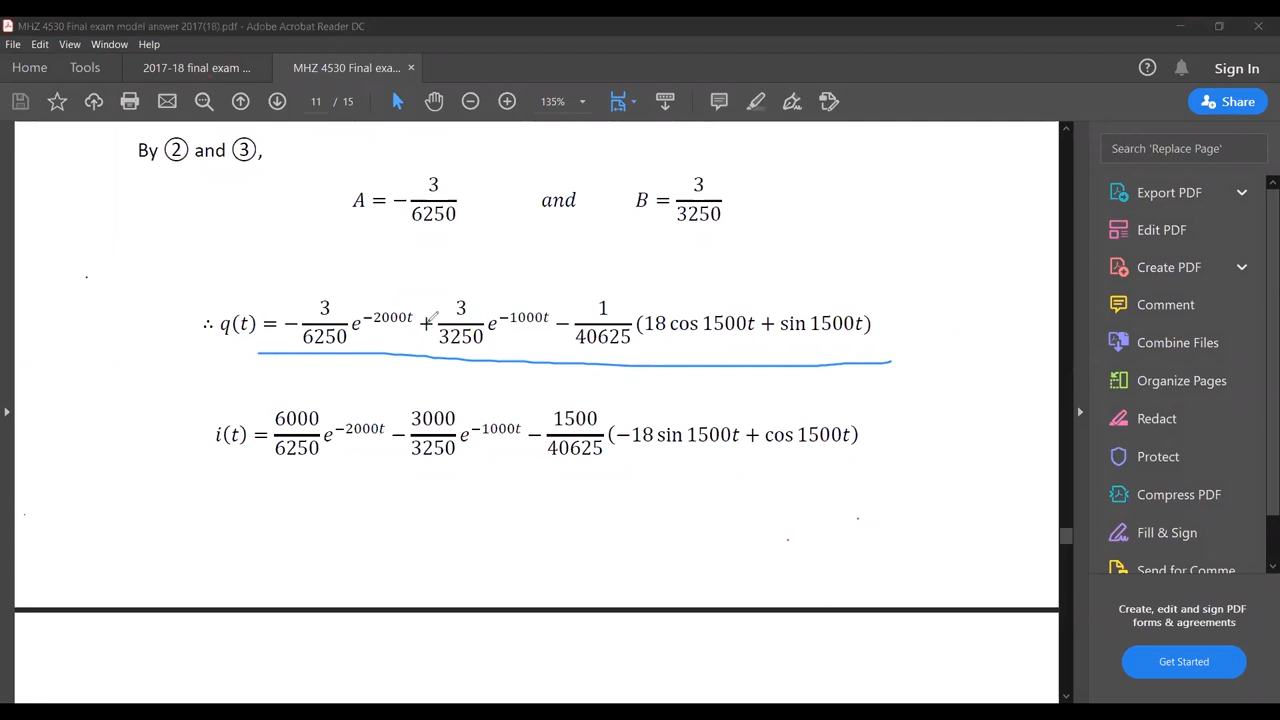 MHZ 4530 Final exam model answer 2017(18).pdf - Adobe Acrobat Reader DC
File Edit View Window Help
Home Tools 2017-18 final exam ... MHZ 4530 Final exa... × Sign In
11 / 15 135% Share
By ② and ③,
A = − 3/6250 and B = 3/3250
∴ q(t) = − 3/6250 e^{−2000t} + 3/3250 e^{−1000t} − 1/40625 (18 cos 1500t + sin 1500t)
i(t) = 6000/6250 e^{−2000t} − 3000/3250 e^{−1000t} − 1500/40625 (−18 sin 1500t + cos 1500t)
Search 'Replace Page'
Export PDF
Edit PDF
Create PDF
Comment
Combine Files
Organize Pages
Redact
Protect
Compress PDF
Fill & Sign
Send for Comme
Create, edit and sign PDF
forms & agreements
Get Started